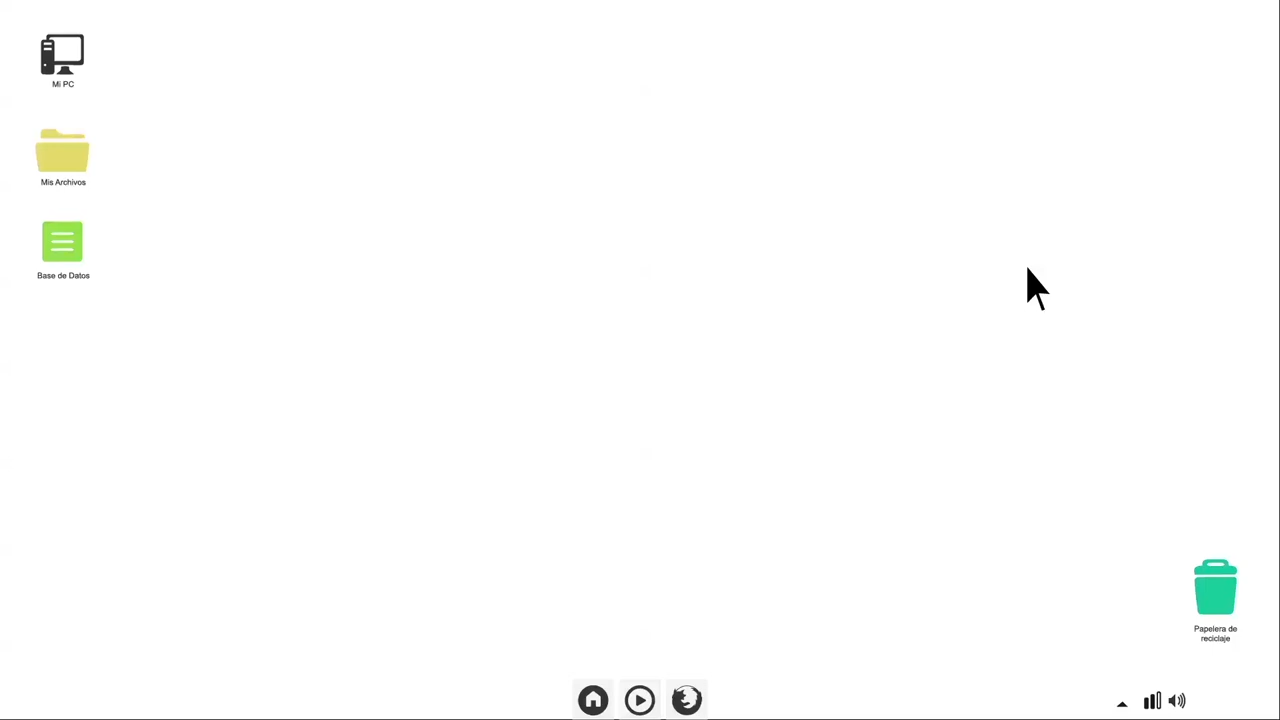 Mi PC
Mis Archivos
Base de Datos
Papelera de
reciclaje